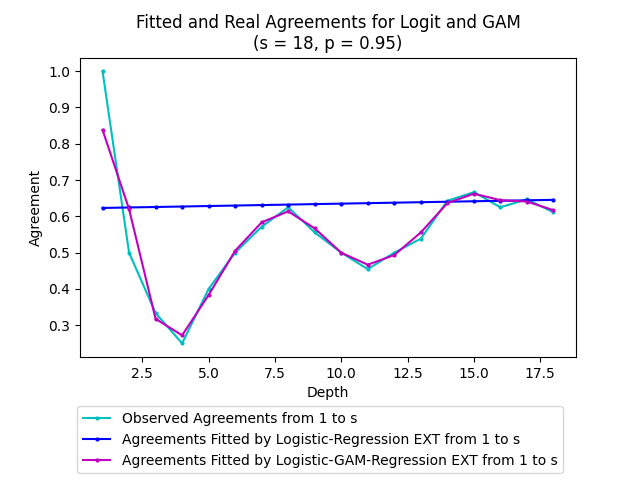 Fitted and Real Agreements for Logit and GAM
(s = 18, p = 0.95)
1.0
0.9
0.8
0.7
0.6
0.5
0.4
0.3
Agreement
2.5 5.0 7.5 10.0 12.5 15.0 17.5
Depth
Observed Agreements from 1 to s
Agreements Fitted by Logistic-Regression EXT from 1 to s
Agreements Fitted by Logistic-GAM-Regression EXT from 1 to s